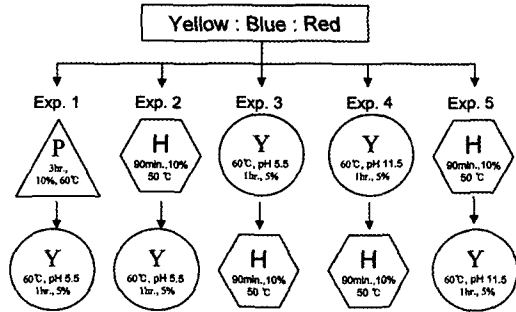 Yellow : Blue : Red
Exp. 1
Exp. 2
Exp. 3
Exp. 4
Exp. 5
P
3hr.,
10%, 60℃
H
90min.,10%
50 ℃
Y
60℃, pH 5.5
1hr., 5%
Y
60℃, pH 11.5
1hr., 5%
H
90min.,10%
50 ℃
Y
60℃, pH 5.5
1hr., 5%
Y
60℃, pH 5.5
1hr., 5%
H
90min.,10%
50 ℃
H
90min.,10%
50 ℃
Y
60℃, pH 11.5
1hr., 5%